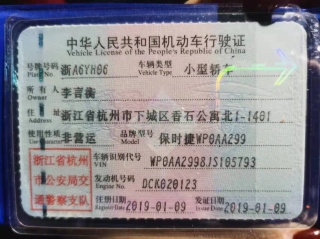 中华人民共和国机动车行驶证
Vehicle License of the People's Republic of China
号牌号码 浙A6YH86 车辆类型 小型轿车
Plate No. Vehicle Type
所有人 李言衡
Owner
住址 浙江省杭州市下城区香石公寓北1-1401
Address
使用性质 非营运 品牌型号 保时捷WP0AA299
Use Character Model
浙江省杭州
市公安局交
通警察支队
车辆识别代号 WP0AA2998JS105793
VIN
发动机号码 DCK020123
Engine No.
注册日期 2019-01-09 发证日期 2019-01-09
Register Date Issue Date